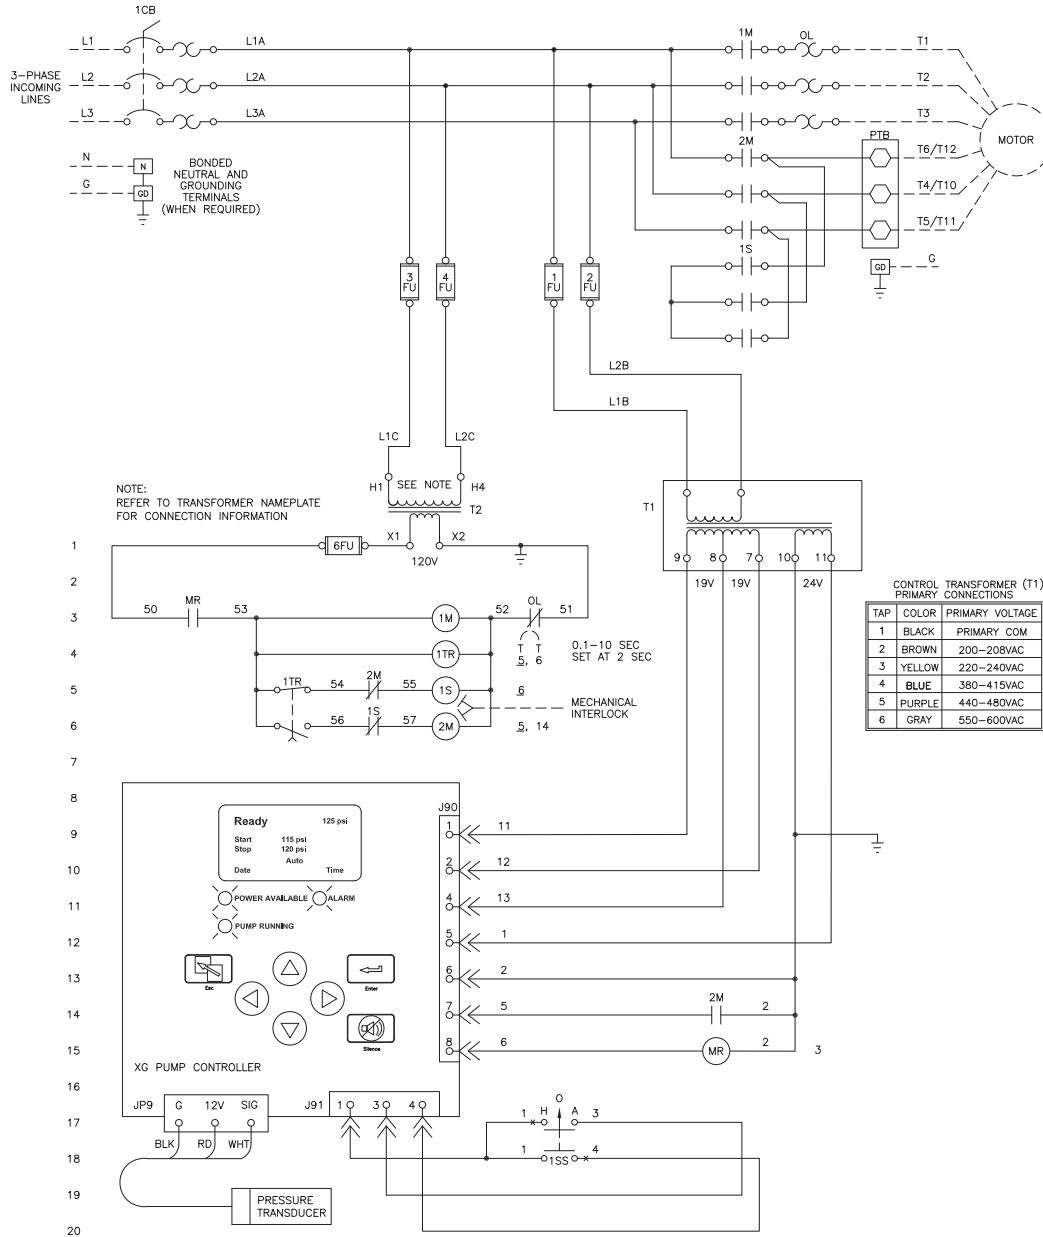 1CB
L1
L1A
1M
OL
T1
3-PHASE
INCOMING
LINES
L2
L2A
T2
L3
L3A
T3
MOTOR
2M
PTB
N
N
BONDED
NEUTRAL AND
GROUNDING
TERMINALS
(WHEN REQUIRED)
T6/T12
G
GD
T4/T10
T5/T11
1S
GD
G
3
FU
4
FU
1
FU
2
FU
L2B
L1B
L1C
L2C
H1
SEE NOTE
H4
T2
T1
NOTE:
REFER TO TRANSFORMER NAMEPLATE
FOR CONNECTION INFORMATION
1
6FU
X1
X2
120V
9
8
7
10
11
2
19V
19V
24V
3
50
MR
53
1M
52
OL
51
4
1TR
T
T
5, 6
0.1-10 SEC
SET AT 2 SEC
5
1TR
54
2M
55
1S
6
MECHANICAL
INTERLOCK
6
56
1S
57
2M
5, 14
CONTROL TRANSFORMER (T1)
PRIMARY CONNECTIONS
TAP COLOR PRIMARY VOLTAGE
1 BLACK PRIMARY COM
2 BROWN 200-208VAC
3 YELLOW 220-240VAC
4 BLUE 380-415VAC
5 PURPLE 440-480VAC
6 GRAY 550-600VAC
7
8
J90
Ready
125 psi
9
Start 115 psi
Stop 120 psi
Auto
Date
Time
1
11
10
2
12
POWER AVAILABLE
ALARM
11
4
13
PUMP RUNNING
12
5
1
13
6
2
Esc
Enter
14
7
5
2M
2
Silence
15
8
6
MR
2
3
XG PUMP CONTROLLER
16
JP9
G
12V
SIG
J91
1
3
4
17
BLK
RD
WHT
1
H
O
A
3
18
1
1SS
4
19
PRESSURE
TRANSDUCER
20